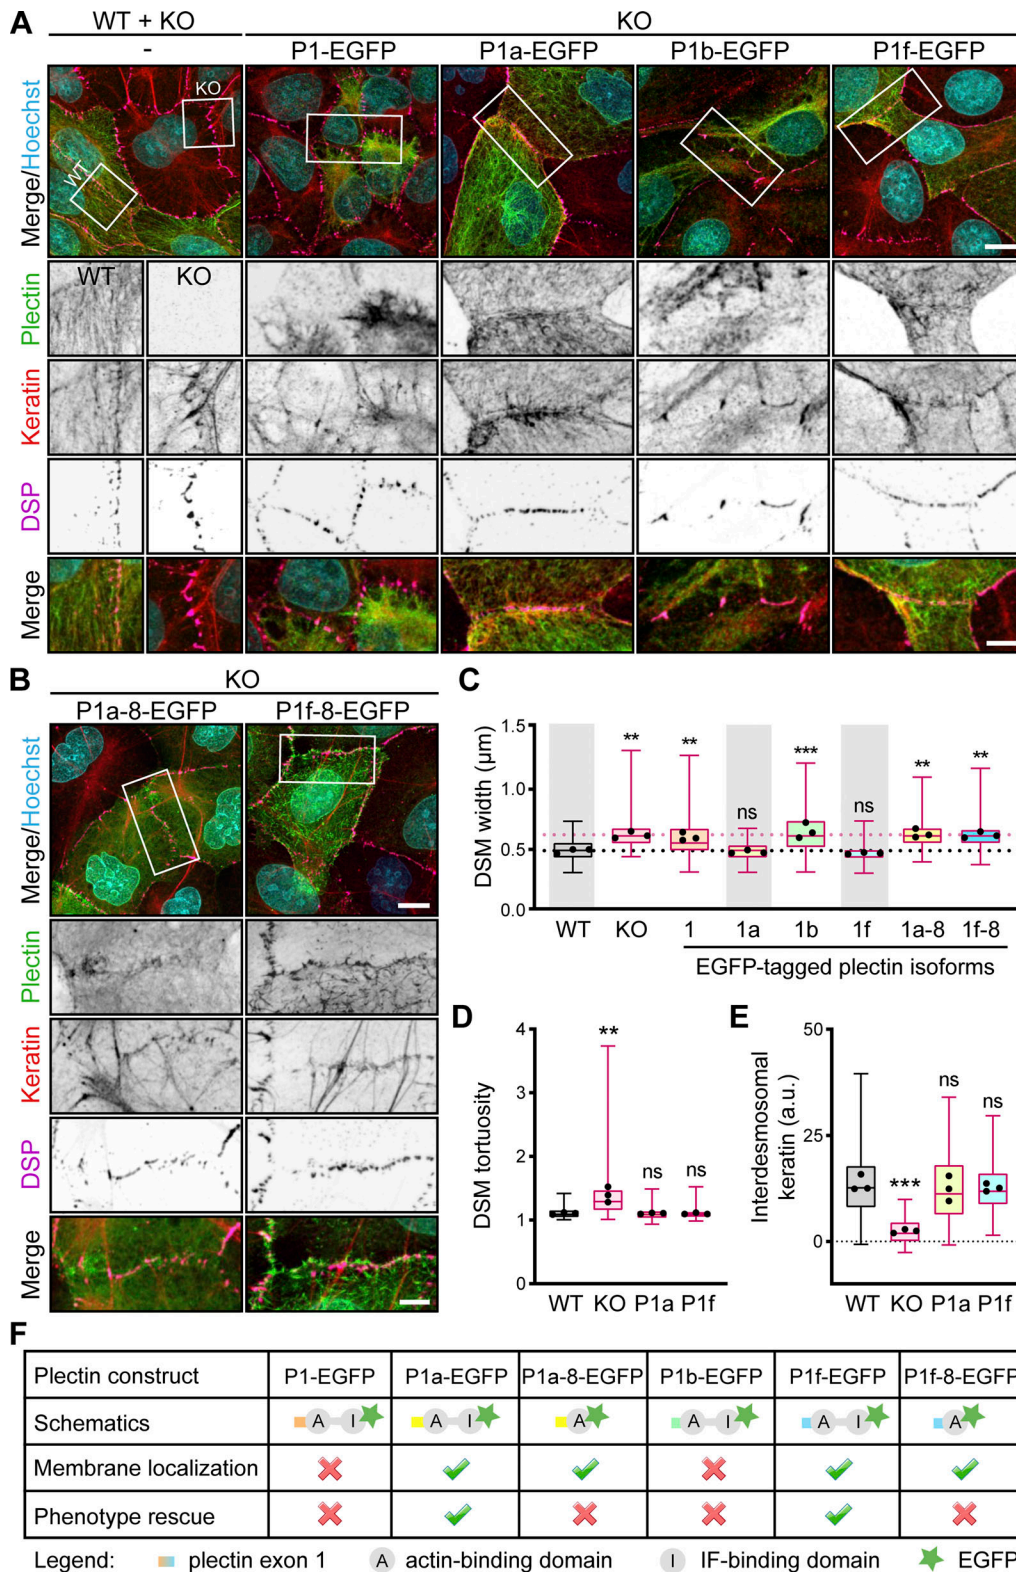 A
WT + KO
KO
-
P1-EGFP
P1a-EGFP
P1b-EGFP
P1f-EGFP
Merge/Hoechst
KO
WT
Plectin
WT
KO
Keratin
DSP
Merge
B
KO
P1a-8-EGFP
P1f-8-EGFP
Merge/Hoechst
Plectin
Keratin
DSP
Merge
C
DSM width (µm)
1.5
1.0
0.5
0.0
** ** ns *** ns ** **
WT KO 1 1a 1b 1f 1a-8 1f-8
EGFP-tagged plectin isoforms
D
DSM tortuosity
4
3
2
1
0
** ns ns
WT KO P1a P1f
E
Interdesmosomal
keratin (a.u.)
50
25
0
*** ns ns
WT KO P1a P1f
F
Plectin construct P1-EGFP P1a-EGFP P1a-8-EGFP P1b-EGFP P1f-EGFP P1f-8-EGFP
Schematics A I A I A A I A I A
Membrane localization
Phenotype rescue
Legend: plectin exon 1 A actin-binding domain I IF-binding domain EGFP